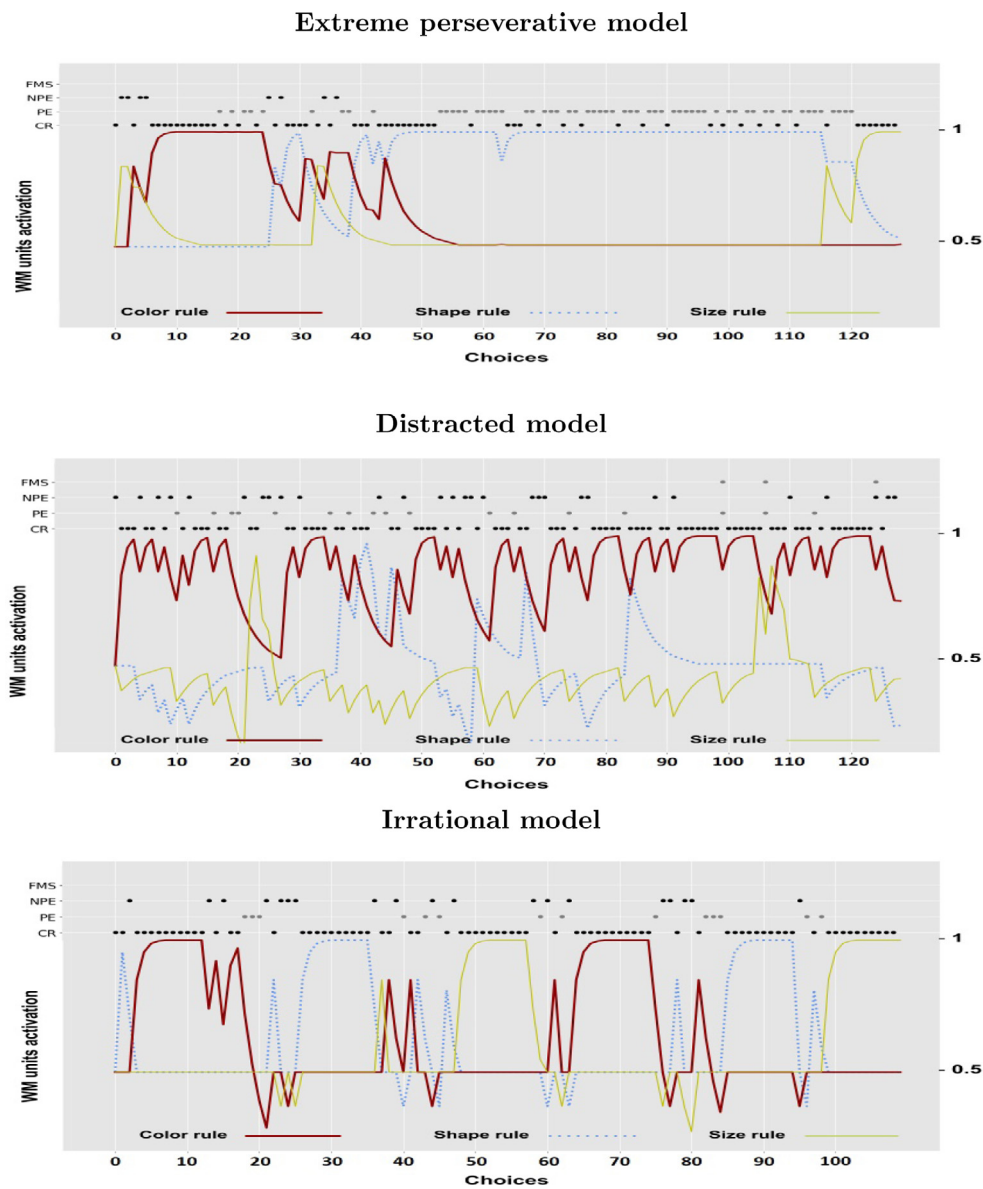 Extreme perseverative model
FMS
NPE
PE
CR
1
0.5
WM units activation
Color rule Shape rule Size rule
0 10 20 30 40 50 60 70 80 90 100 110 120
Choices
Distracted model
FMS
NPE
PE
CR
1
0.5
WM units activation
Color rule Shape rule Size rule
0 10 20 30 40 50 60 70 80 90 100 110 120
Choices
Irrational model
FMS
NPE
PE
CR
1
0.5
WM units activation
Color rule Shape rule Size rule
0 10 20 30 40 50 60 70 80 90 100
Choices